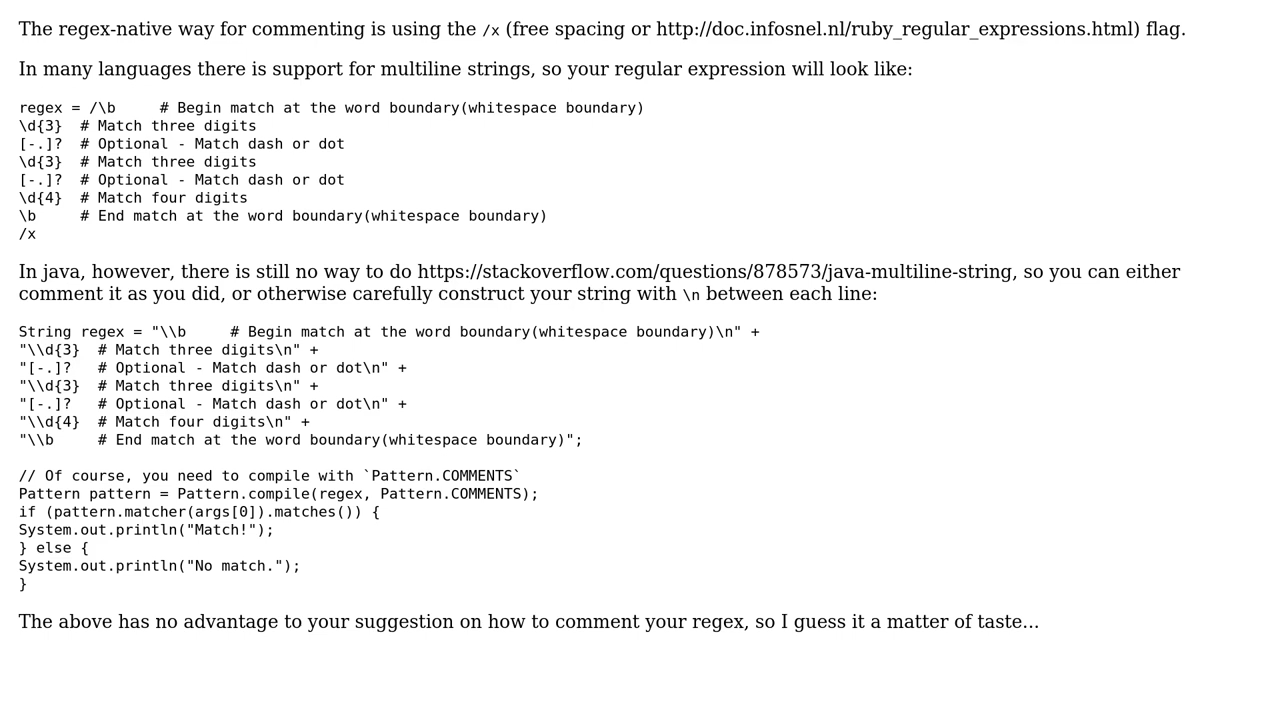 The regex-native way for commenting is using the /x (free spacing or http://doc.infosnel.nl/ruby_regular_expressions.html) flag.
In many languages there is support for multiline strings, so your regular expression will look like:
regex = /\b     # Begin match at the word boundary(whitespace boundary)
\d{3}  # Match three digits
[-.]?  # Optional - Match dash or dot
\d{3}  # Match three digits
[-.]?  # Optional - Match dash or dot
\d{4}  # Match four digits
\b     # End match at the word boundary(whitespace boundary)
/x
In java, however, there is still no way to do https://stackoverflow.com/questions/878573/java-multiline-string, so you can either
comment it as you did, or otherwise carefully construct your string with \n between each line:
String regex = "\\b     # Begin match at the word boundary(whitespace boundary)\n" +
"\\d{3}  # Match three digits\n" +
"[-.]?   # Optional - Match dash or dot\n" +
"\\d{3}  # Match three digits\n" +
"[-.]?   # Optional - Match dash or dot\n" +
"\\d{4}  # Match four digits\n" +
"\\b     # End match at the word boundary(whitespace boundary)";
// Of course, you need to compile with `Pattern.COMMENTS`
Pattern pattern = Pattern.compile(regex, Pattern.COMMENTS);
if (pattern.matcher(args[0]).matches()) {
System.out.println("Match!");
} else {
System.out.println("No match.");
}
The above has no advantage to your suggestion on how to comment your regex, so I guess it a matter of taste...